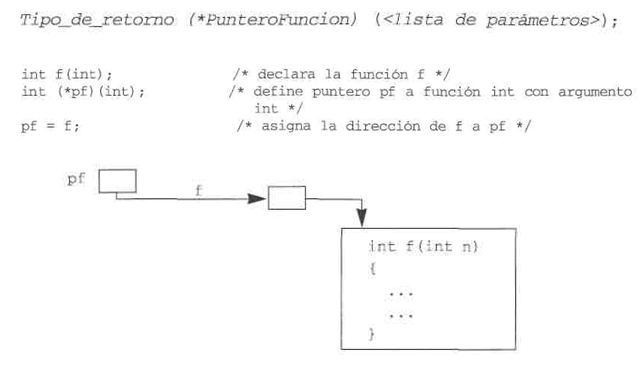 Tipo_de_retorno (*PunteroFuncion) (<lista de parámetros>);
int f(int); /* declara la función f */
int (*pf)(int); /* define puntero pf a función int con argumento
int */
pf = f; /* asigna la dirección de f a pf */
pf
f
int f(int n)
{
...
...
}